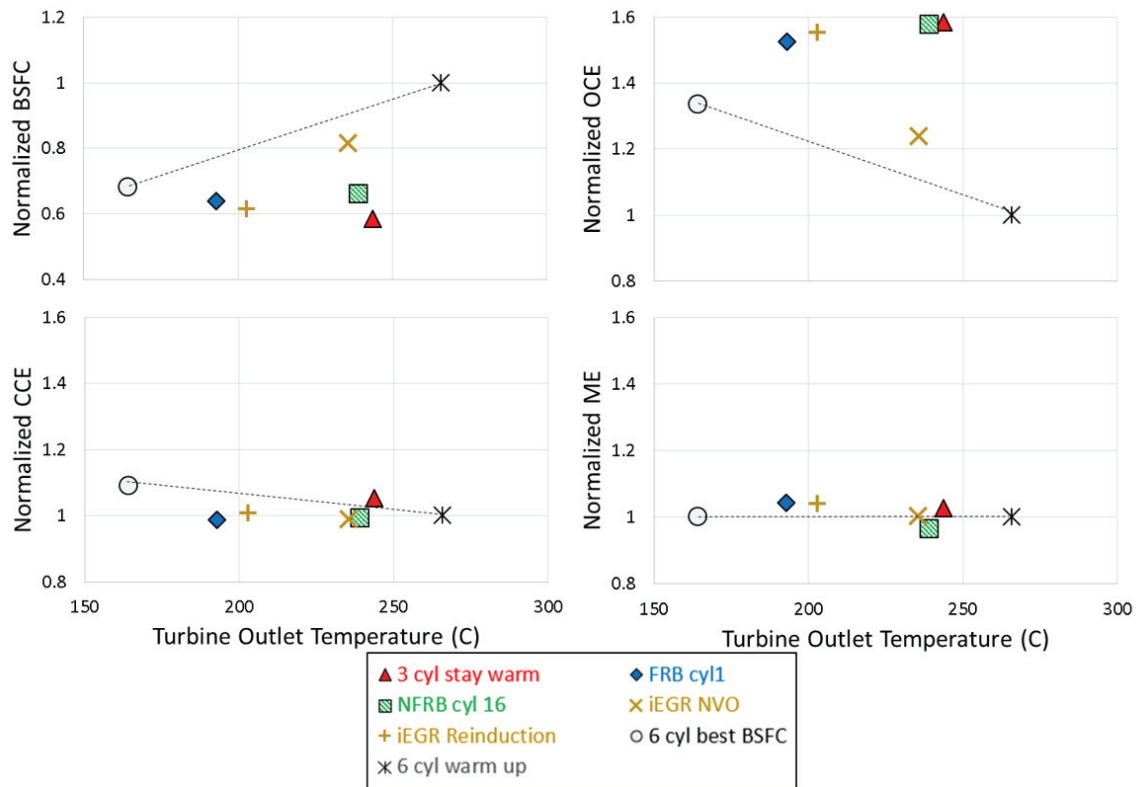 1.2
1
0.8
0.6
0.4
Normalized BSFC
1.6
1.4
1.2
1
0.8
Normalized OCE
1.6
1.4
1.2
1
0.8
Normalized CCE
150 200 250 300
Turbine Outlet Temperature (C)
1.6
1.4
1.2
1
0.8
Normalized ME
150 200 250 300
Turbine Outlet Temperature (C)
3 cyl stay warm
FRB cyl1
NFRB cyl 16
iEGR NVO
iEGR Reinduction
6 cyl best BSFC
6 cyl warm up